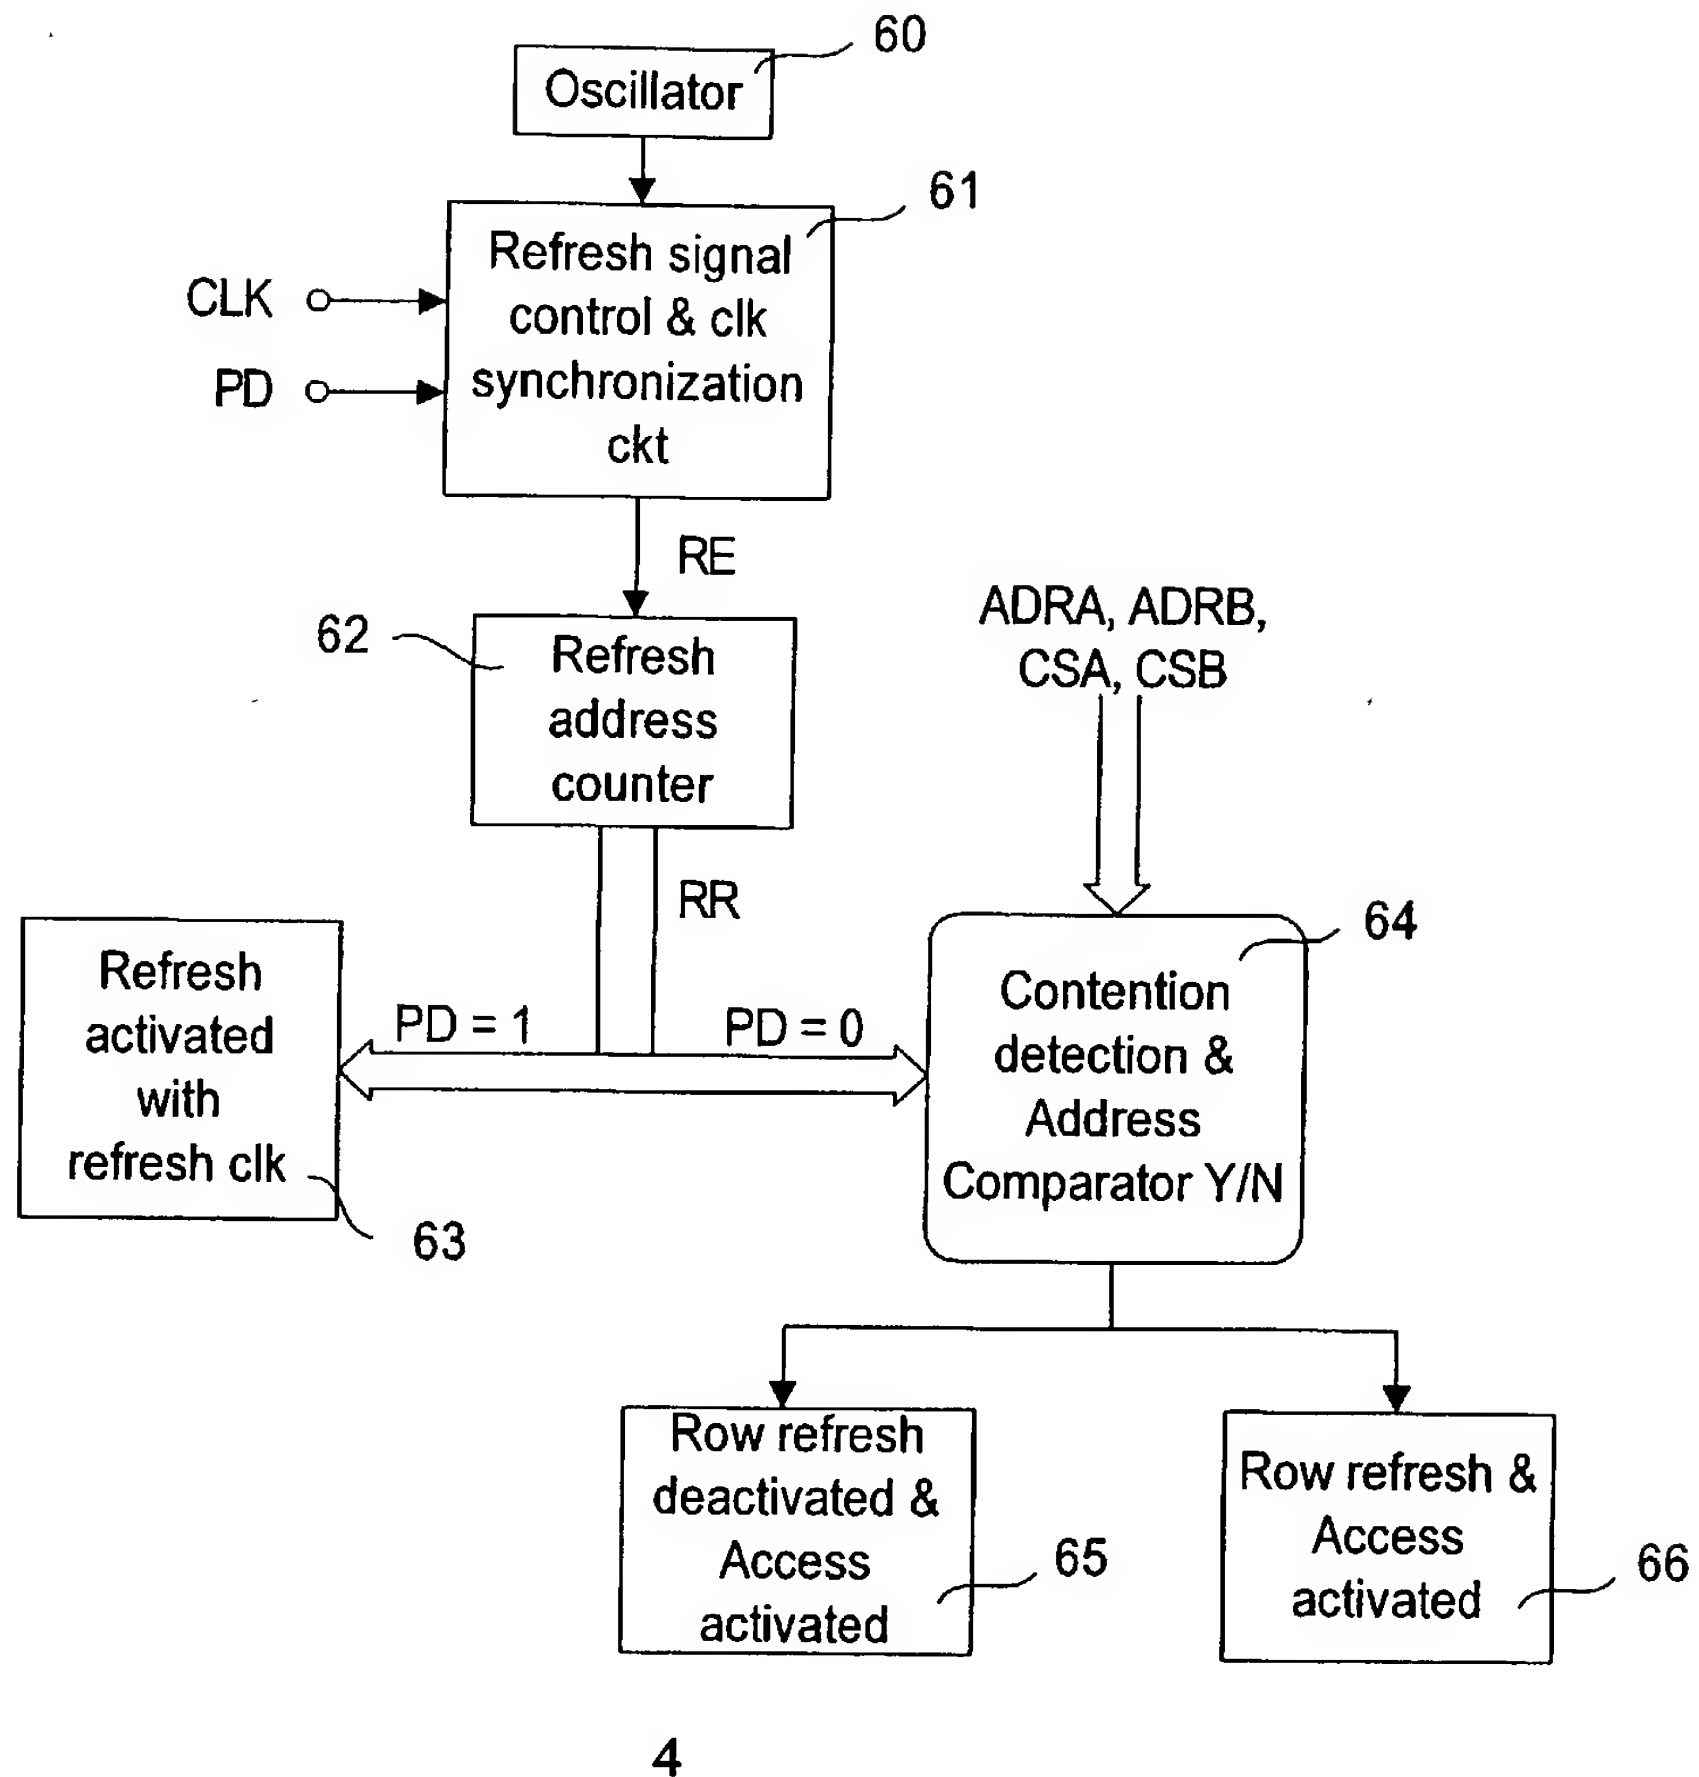 60
Oscillator
61
Refresh signal
control & clk
synchronization
ckt
CLK
PD
RE
62
Refresh
address
counter
ADRA, ADRB,
CSA, CSB
RR
64
Refresh
activated
with
refresh clk
63
PD = 1
PD = 0
Contention
detection &
Address
Comparator Y/N
Row refresh
deactivated &
Access
activated
65
Row refresh &
Access
activated
66
4